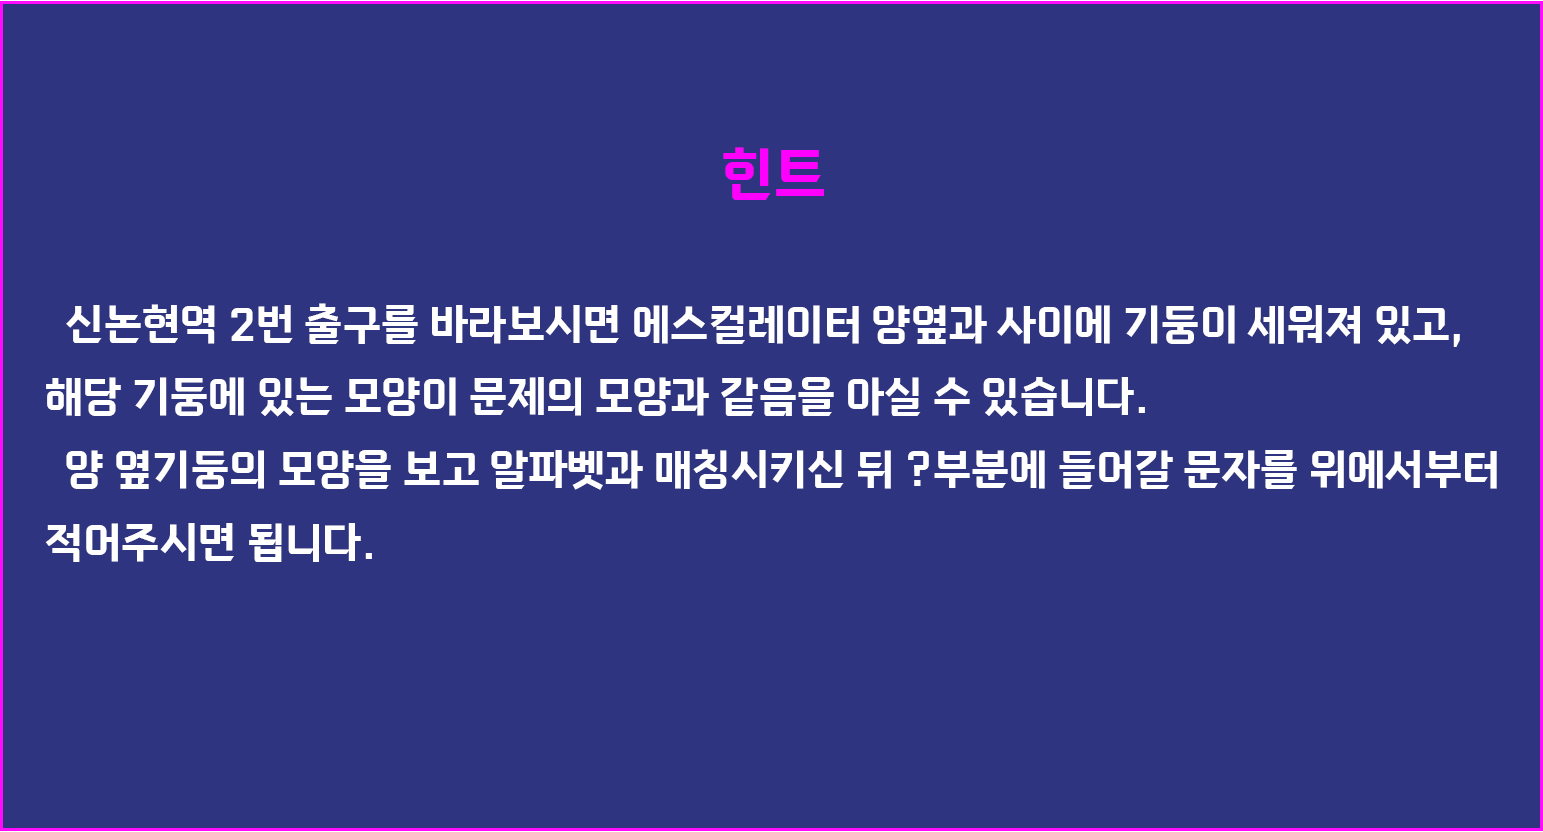 힌트
신논현역 2번 출구를 바라보시면 에스컬레이터 양옆과 사이에 기둥이 세워져 있고,
해당 기둥에 있는 모양이 문제의 모양과 같음을 아실 수 있습니다.
양 옆기둥의 모양을 보고 알파벳과 매칭시키신 뒤 ?부분에 들어갈 문자를 위에서부터
적어주시면 됩니다.